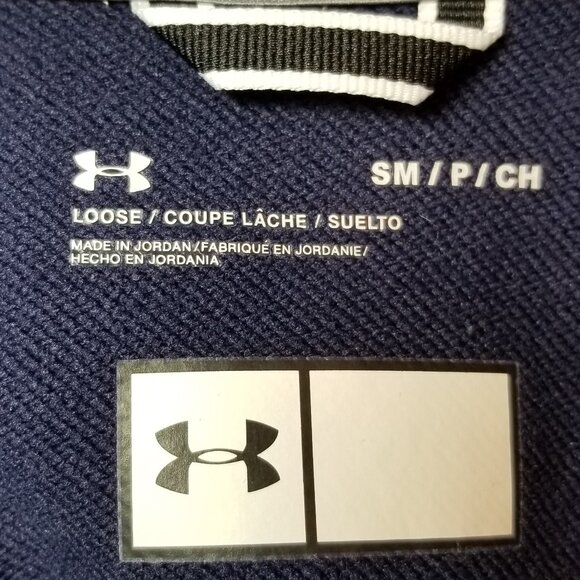 SM / P / CH
LOOSE / COUPE LÂCHE / SUELTO
MADE IN JORDAN / FABRIQUÉ EN JORDANIE /
HECHO EN JORDANIA